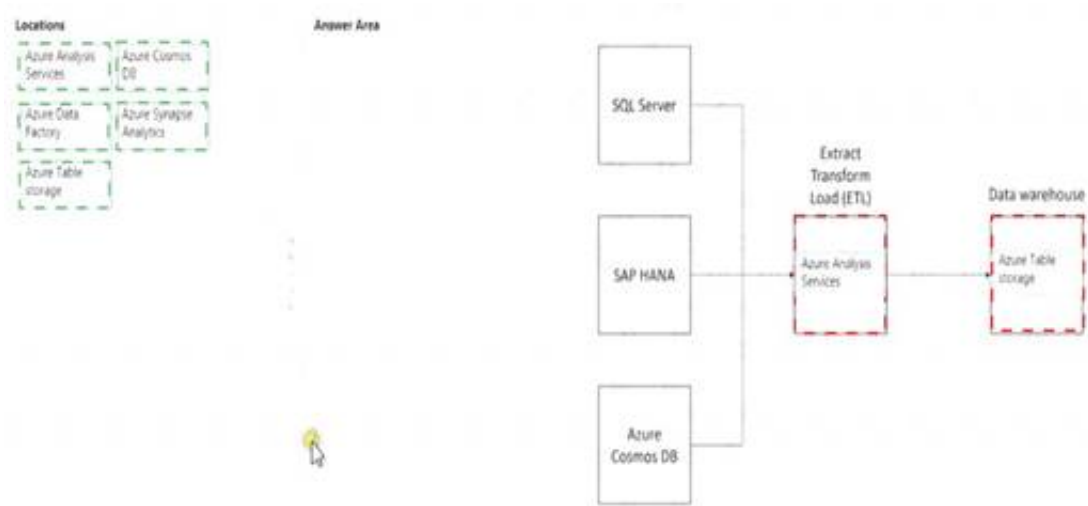 Locations
Answer Area
Azure Analysis
Services
Azure Cosmos
DB
Azure Data
Factory
Azure Synapse
Analytics
Azure Table
storage
SQL Server
SAP HANA
Azure
Cosmos DB
Extract
Transform
Load (ETL)
Azure Analysis
Services
Data warehouse
Azure Table
storage